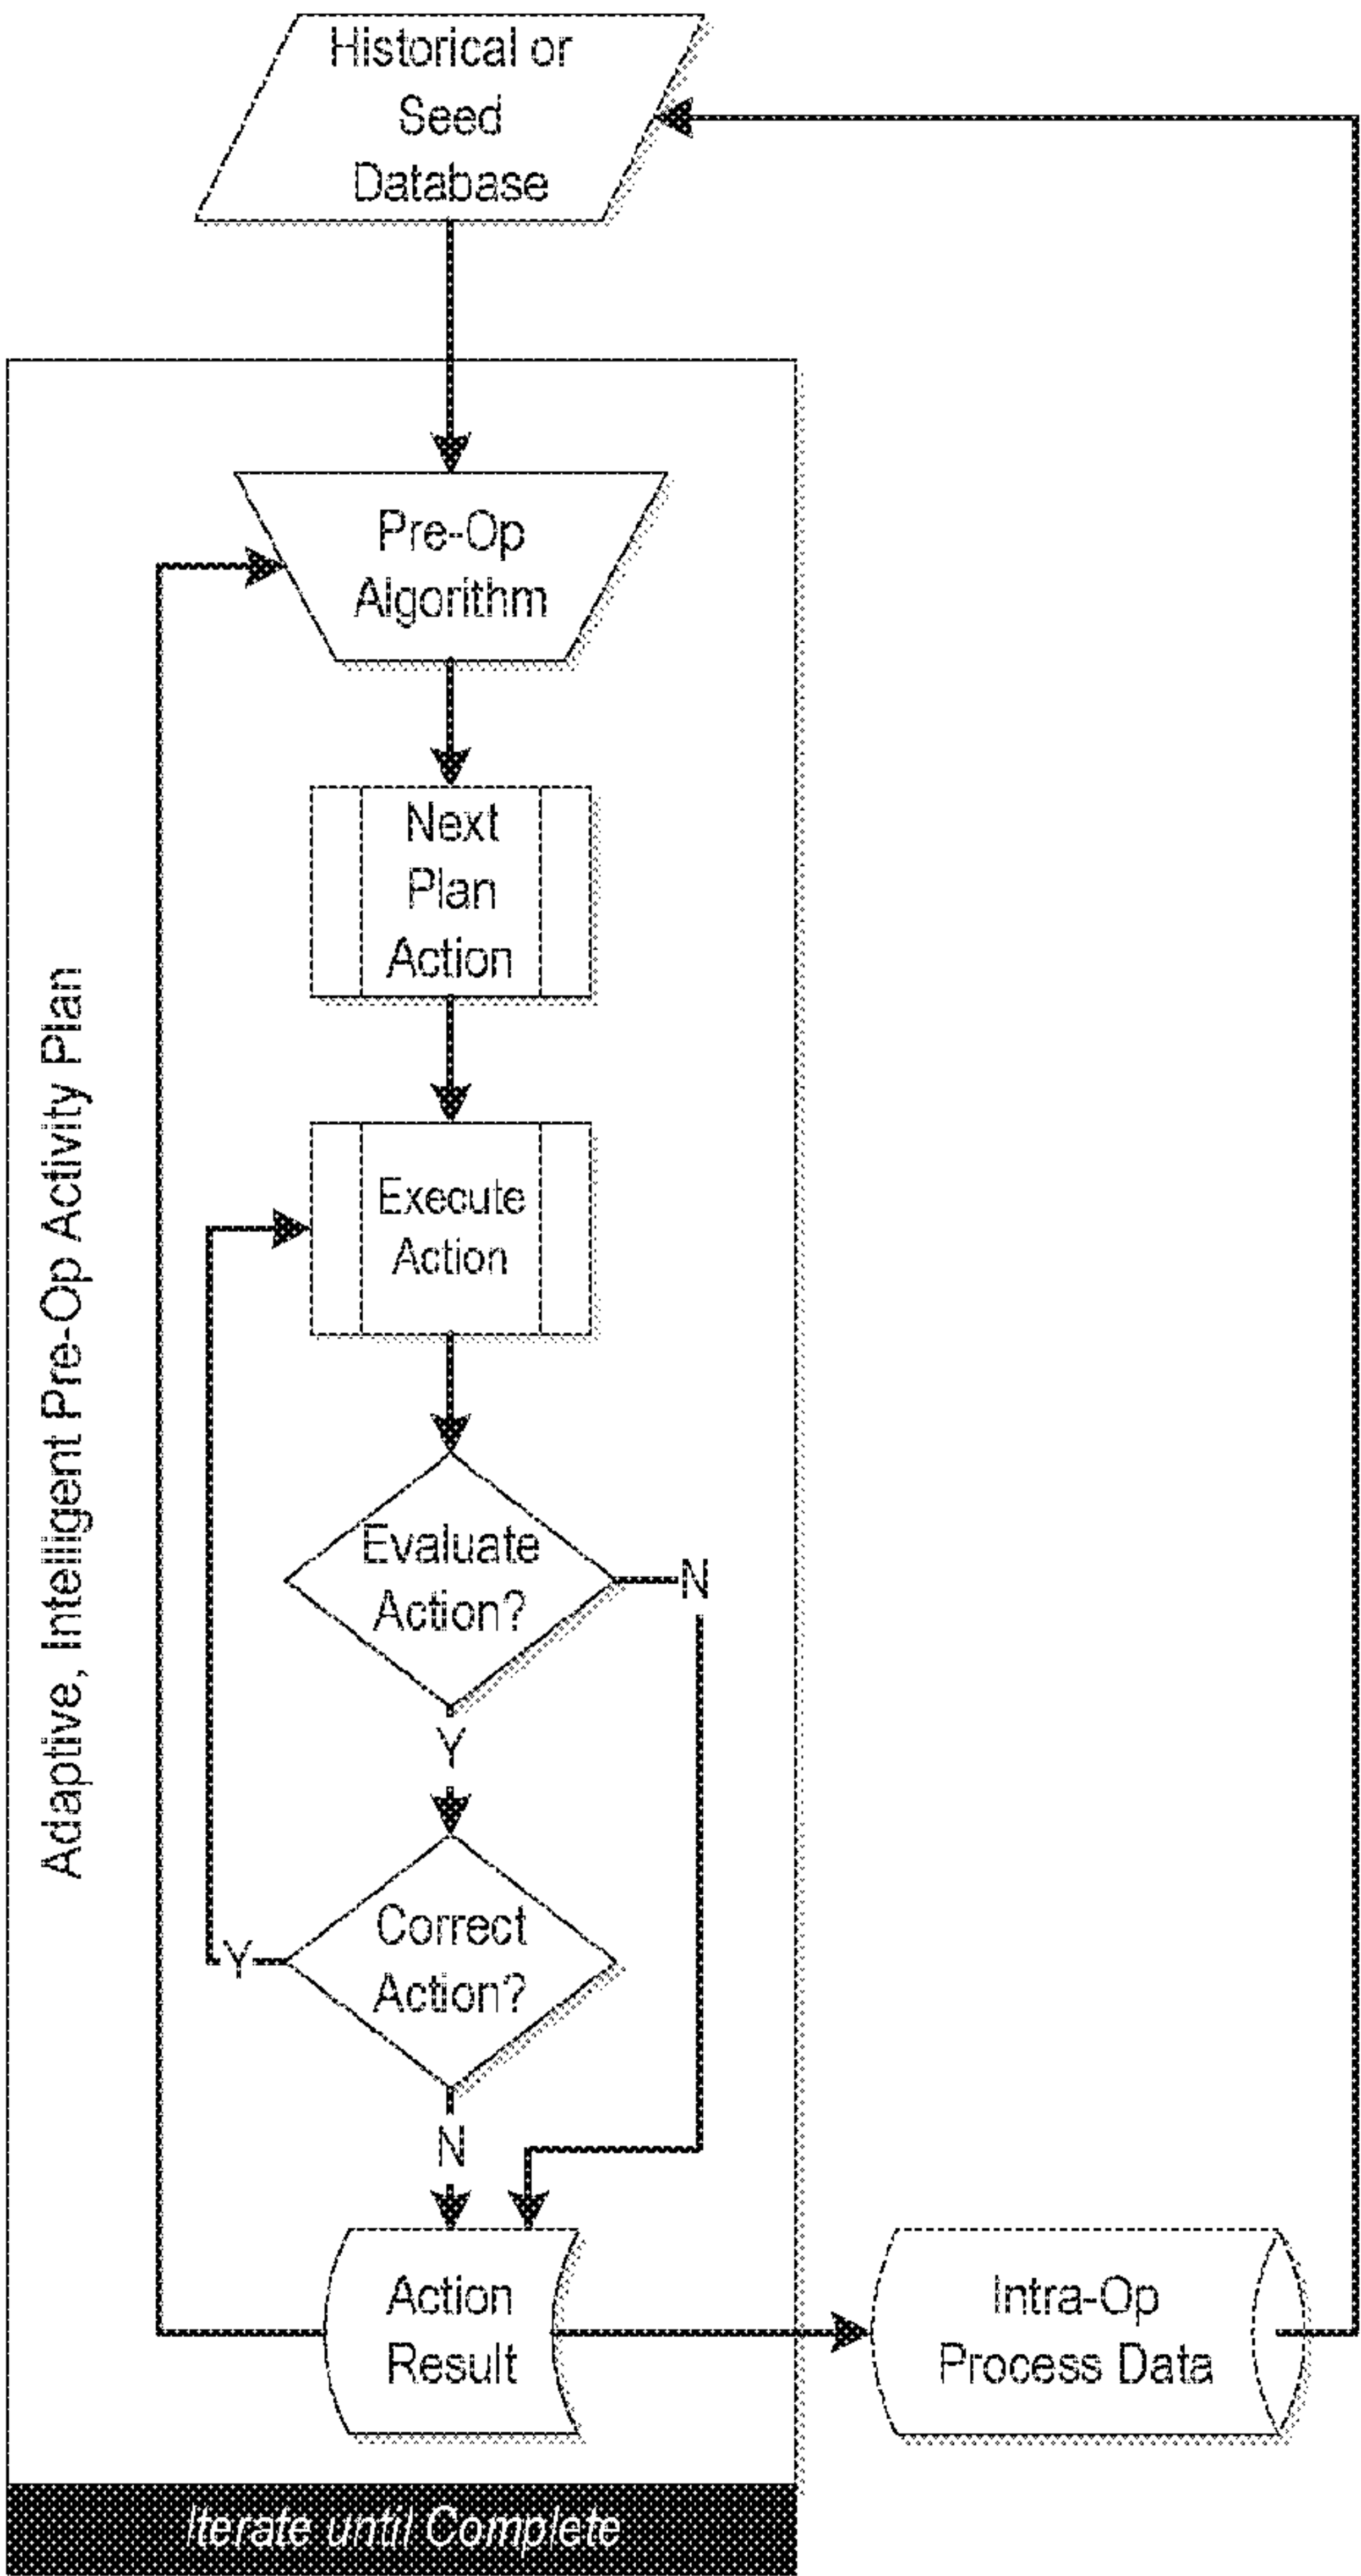 Historical or
Seed
Database
Pre-Op
Algorithm
Next
Plan
Action
Execute
Action
Adaptive, Intelligent Pre-Op Activity Plan
Evaluate
Action?
N
Y
Correct
Action?
Y
N
Action
Result
Intra-Op
Process Data
Iterate until Complete